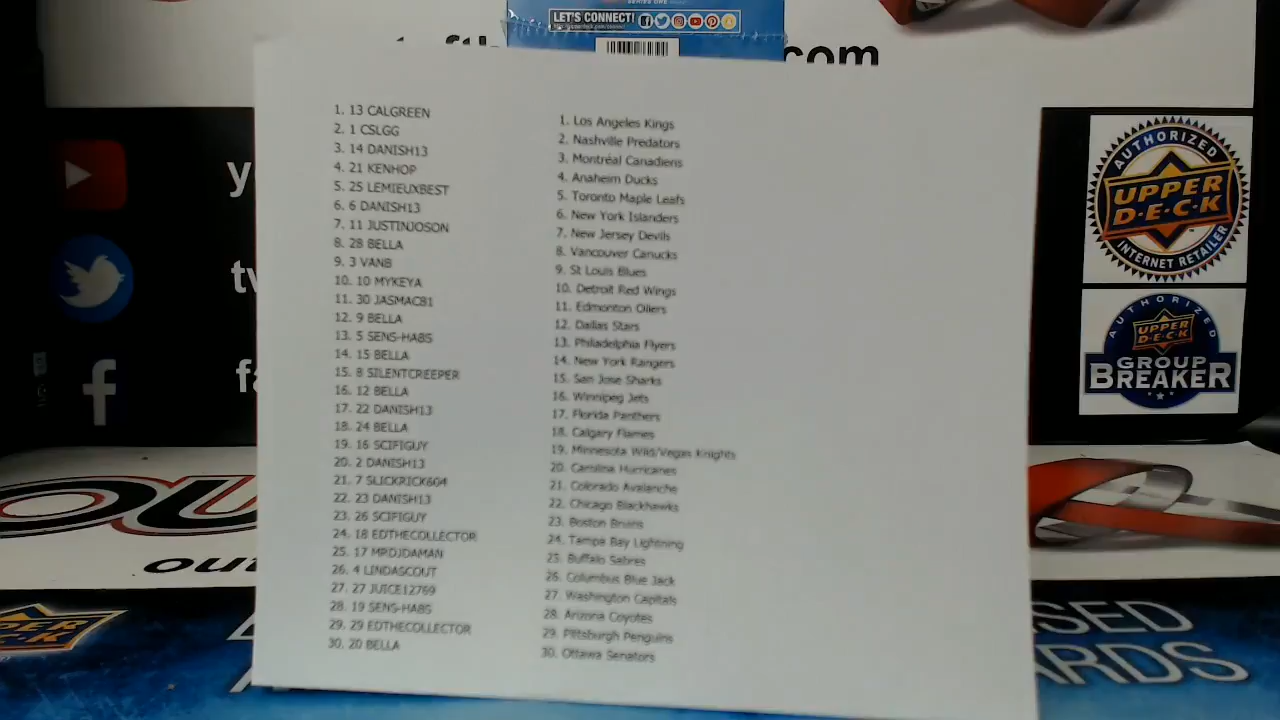 SERIES ONE
LET'S CONNECT!
.com
1. 13 CALGREEN
2. 1 CSLGG
3. 14 DANISH13
4. 21 KENHOP
5. 25 LEMIEUXBEST
6. 6 DANISH13
7. 11 JUSTINJOSON
8. 28 BELLA
9. 3 VANB
10. 10 MYKEYA
11. 30 JASMAC81
12. 9 BELLA
13. 5 SENS-HABS
14. 15 BELLA
15. 8 SILENTCREEPER
16. 12 BELLA
17. 22 DANISH13
18. 24 BELLA
19. 16 SCIFIGUY
20. 2 DANISH13
21. 7 SLICKRICK604
22. 23 DANISH13
23. 26 SCIFIGUY
24. 18 EDTHECOLLECTOR
25. 17 MRDJDAMAN
26. 4 LINDASCOUT
27. 27 JUICE12769
28. 19 SENS-HABS
29. 29 EDTHECOLLECTOR
30. 20 BELLA
1. Los Angeles Kings
2. Nashville Predators
3. Montréal Canadiens
4. Anaheim Ducks
5. Toronto Maple Leafs
6. New York Islanders
7. New Jersey Devils
8. Vancouver Canucks
9. St Louis Blues
10. Detroit Red Wings
11. Edmonton Oilers
12. Dallas Stars
13. Philadelphia Flyers
14. New York Rangers
15. San Jose Sharks
16. Winnipeg Jets
17. Florida Panthers
18. Calgary Flames
19. Minnesota Wild/Vegas Knights
20. Carolina Hurricanes
21. Colorado Avalanche
22. Chicago Blackhawks
23. Boston Bruins
24. Tampa Bay Lightning
25. Buffalo Sabres
26. Columbus Blue Jack
27. Washington Capitals
28. Arizona Coyotes
29. Pittsburgh Penguins
30. Ottawa Senators
AUTHORIZED
UPPER
D·E·C·K
INTERNET RETAILER
AUTHORIZED
UPPER
D·E·C·K
GROUP
BREAKER
y
tv
fa
OU
out
SED
ARDS